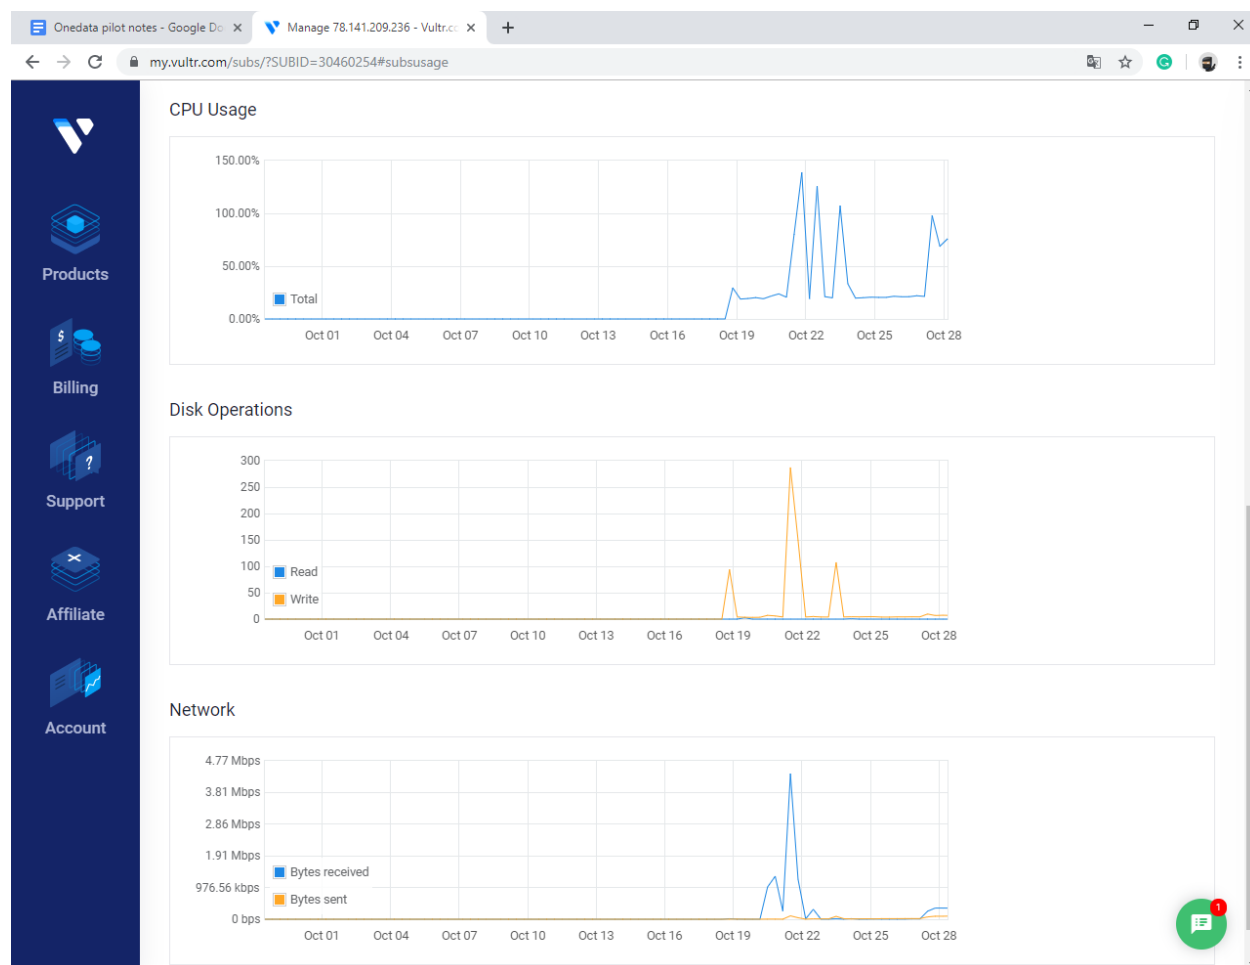 Onedata pilot notes - Google Do
Manage 78.141.209.236 - Vultr.co
my.vultr.com/subs/?SUBID=30460254#subsusage
Products
Billing
Support
Affiliate
Account
CPU Usage
150.00%
100.00%
50.00%
0.00%
Total
Oct 01 Oct 04 Oct 07 Oct 10 Oct 13 Oct 16 Oct 19 Oct 22 Oct 25 Oct 28
Disk Operations
300
250
200
150
100
50
0
Read
Write
Oct 01 Oct 04 Oct 07 Oct 10 Oct 13 Oct 16 Oct 19 Oct 22 Oct 25 Oct 28
Network
4.77 Mbps
3.81 Mbps
2.86 Mbps
1.91 Mbps
976.56 kbps
0 bps
Bytes received
Bytes sent
Oct 01 Oct 04 Oct 07 Oct 10 Oct 13 Oct 16 Oct 19 Oct 22 Oct 25 Oct 28
1